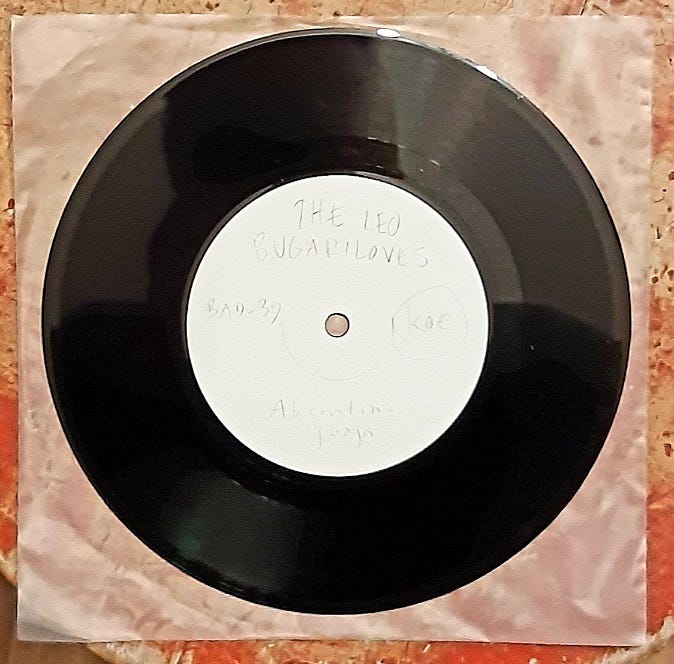 THE LEO
BUGARILOVES
BAD-39
KOE
Absintin-
juoja